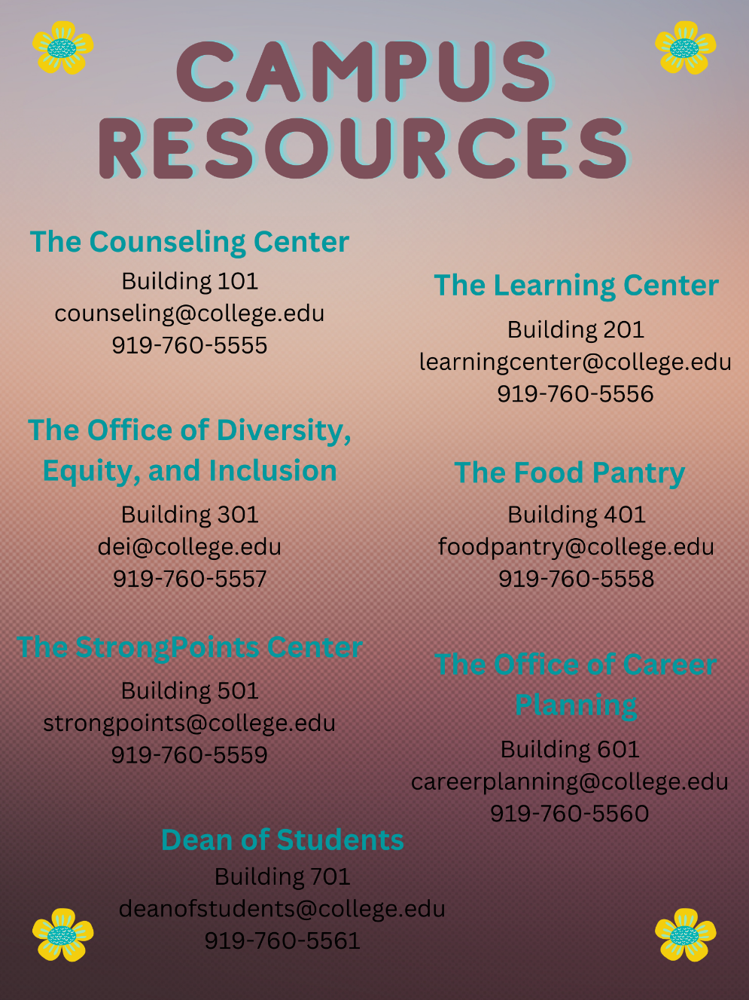 CAMPUS
RESOURCES
The Counseling Center
Building 101
counseling@college.edu
919-760-5555
The Learning Center
Building 201
learningcenter@college.edu
919-760-5556
The Office of Diversity,
Equity, and Inclusion
Building 301
dei@college.edu
919-760-5557
The Food Pantry
Building 401
foodpantry@college.edu
919-760-5558
The StrongPoints Center
Building 501
strongpoints@college.edu
919-760-5559
The Office of Career
Planning
Building 601
careerplanning@college.edu
919-760-5560
Dean of Students
Building 701
deanofstudents@college.edu
919-760-5561